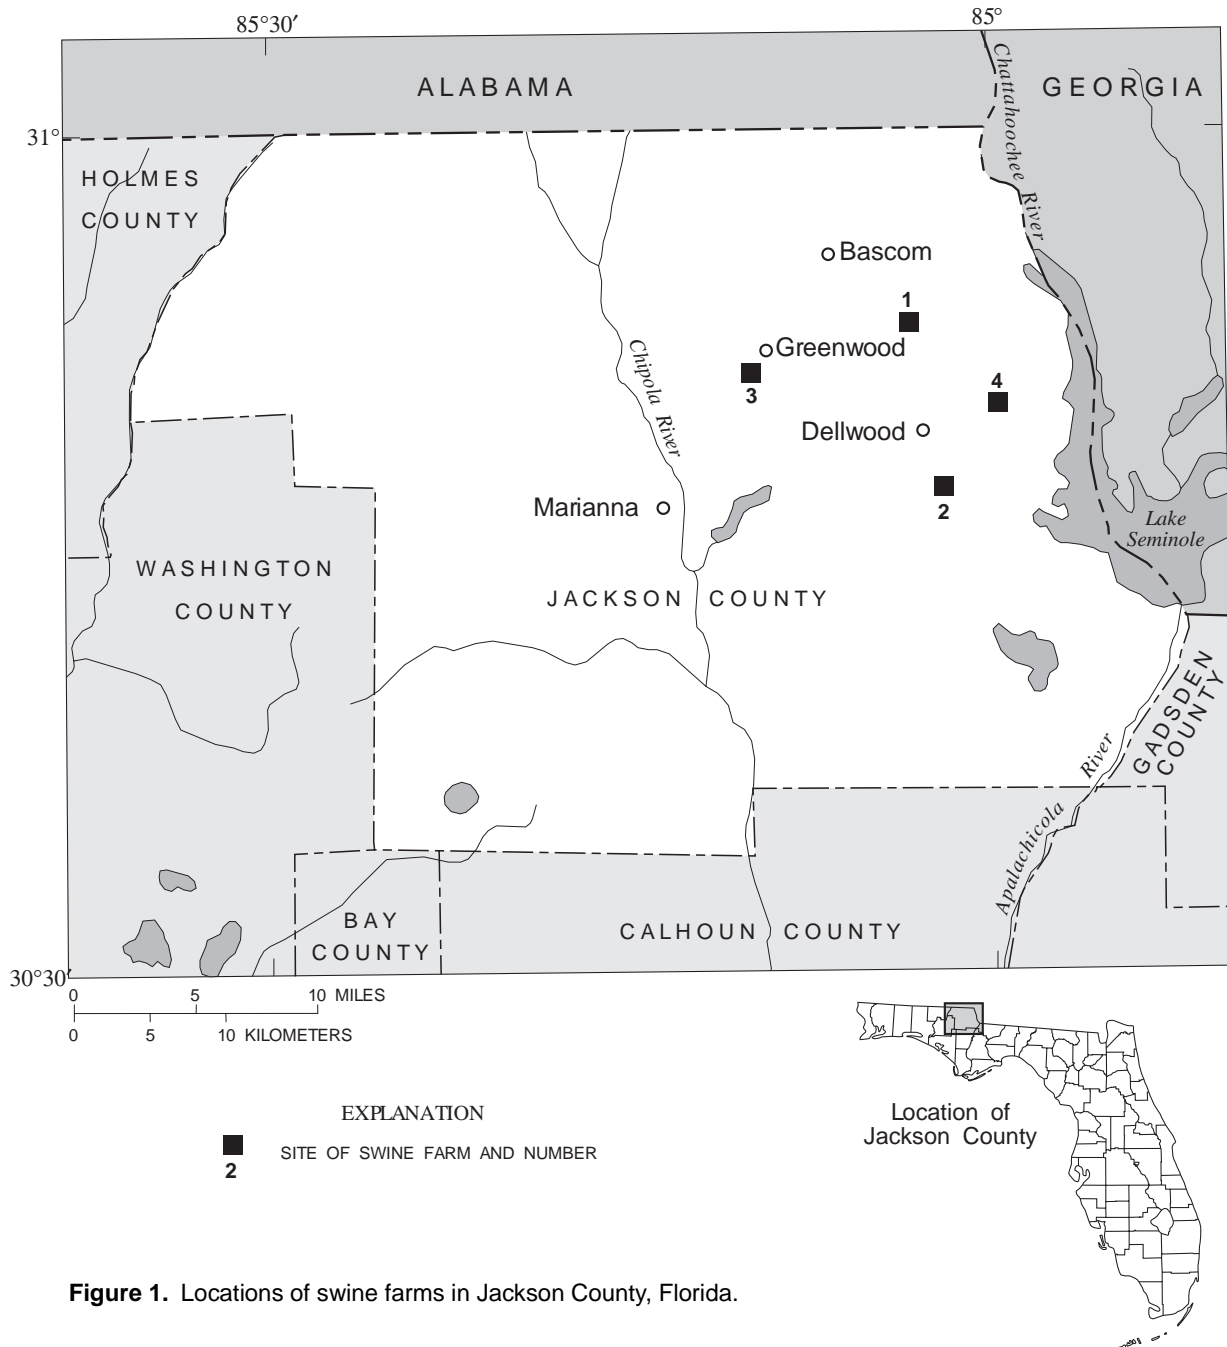 85°30′
85°
ALABAMA
GEORGIA
Chattahoochee River
31°
HOLMES
COUNTY
Bascom
1
Greenwood
3
Chipola River
4
Dellwood
2
Marianna
Lake
Seminole
WASHINGTON
COUNTY
JACKSON COUNTY
GADSDEN
COUNTY
Apalachicola River
BAY
COUNTY
CALHOUN COUNTY
30°30′
0 5 10 MILES
0 5 10 KILOMETERS
EXPLANATION
2
SITE OF SWINE FARM AND NUMBER
Location of
Jackson County
Figure 1. Locations of swine farms in Jackson County, Florida.